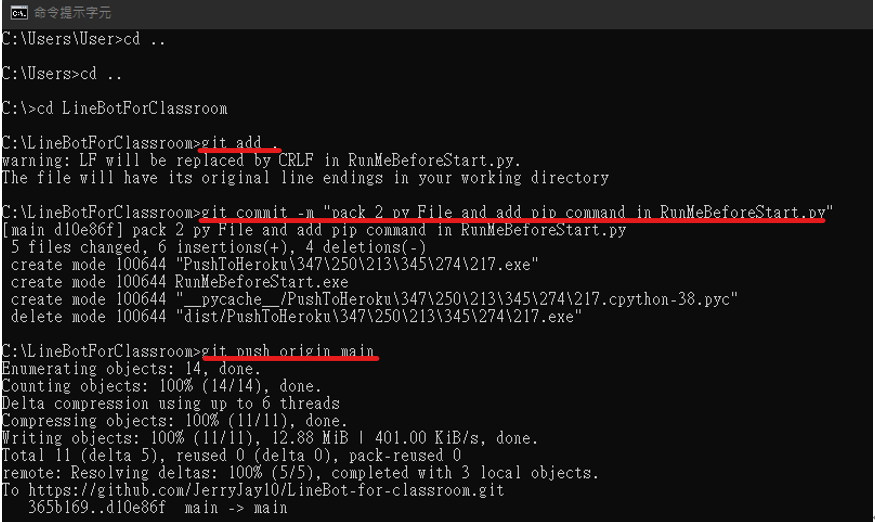 命令提示字元
C:\Users\User>cd ..
C:\Users>cd ..
C:\>cd LineBotForClassroom
C:\LineBotForClassroom>git add .
warning: LF will be replaced by CRLF in RunMeBeforeStart.py.
The file will have its original line endings in your working directory
C:\LineBotForClassroom>git commit -m "pack 2 py File and add pip command in RunMeBeforeStart.py"
[main d10e86f] pack 2 py File and add pip command in RunMeBeforeStart.py
 5 files changed, 6 insertions(+), 4 deletions(-)
 create mode 100644 "PushToHeroku\347\250\213\345\274\217.exe"
 create mode 100644 RunMeBeforeStart.exe
 create mode 100644 "__pycache__/PushToHeroku\347\250\213\345\274\217.cpython-38.pyc"
 delete mode 100644 "dist/PushToHeroku\347\250\213\345\274\217.exe"
C:\LineBotForClassroom>git push origin main
Enumerating objects: 14, done.
Counting objects: 100% (14/14), done.
Delta compression using up to 6 threads
Compressing objects: 100% (11/11), done.
Writing objects: 100% (11/11), 12.88 MiB | 401.00 KiB/s, done.
Total 11 (delta 5), reused 0 (delta 0), pack-reused 0
remote: Resolving deltas: 100% (5/5), completed with 3 local objects.
To https://github.com/JerryJay10/LineBot-for-classroom.git
   365b169..d10e86f  main -> main